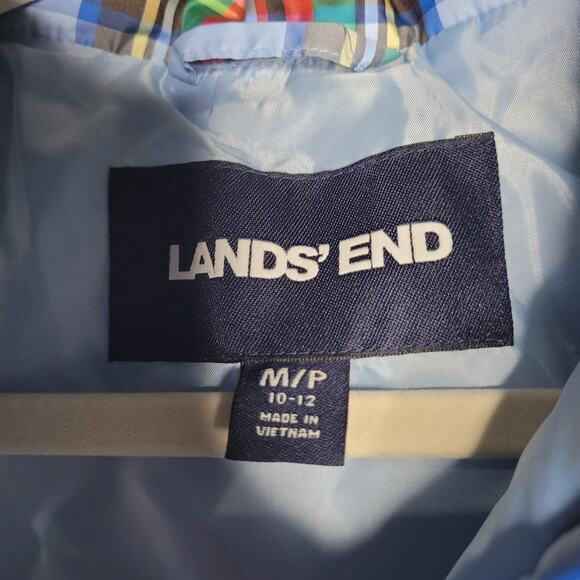 LANDS' END
M/P
10-12
MADE IN
VIETNAM